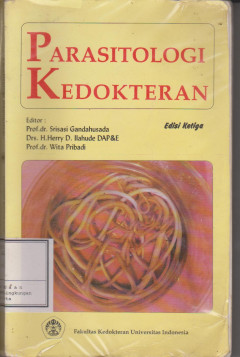 PARASITOLOGI
KEDOKTERAN
Editor :
Prof.dr. Srisasi Gandahusada
Drs. H.Herry D. Ilahude DAP&E
Prof.dr. Wita Pribadi
Edisi Ketiga
Fakultas Kedokteran Universitas Indonesia